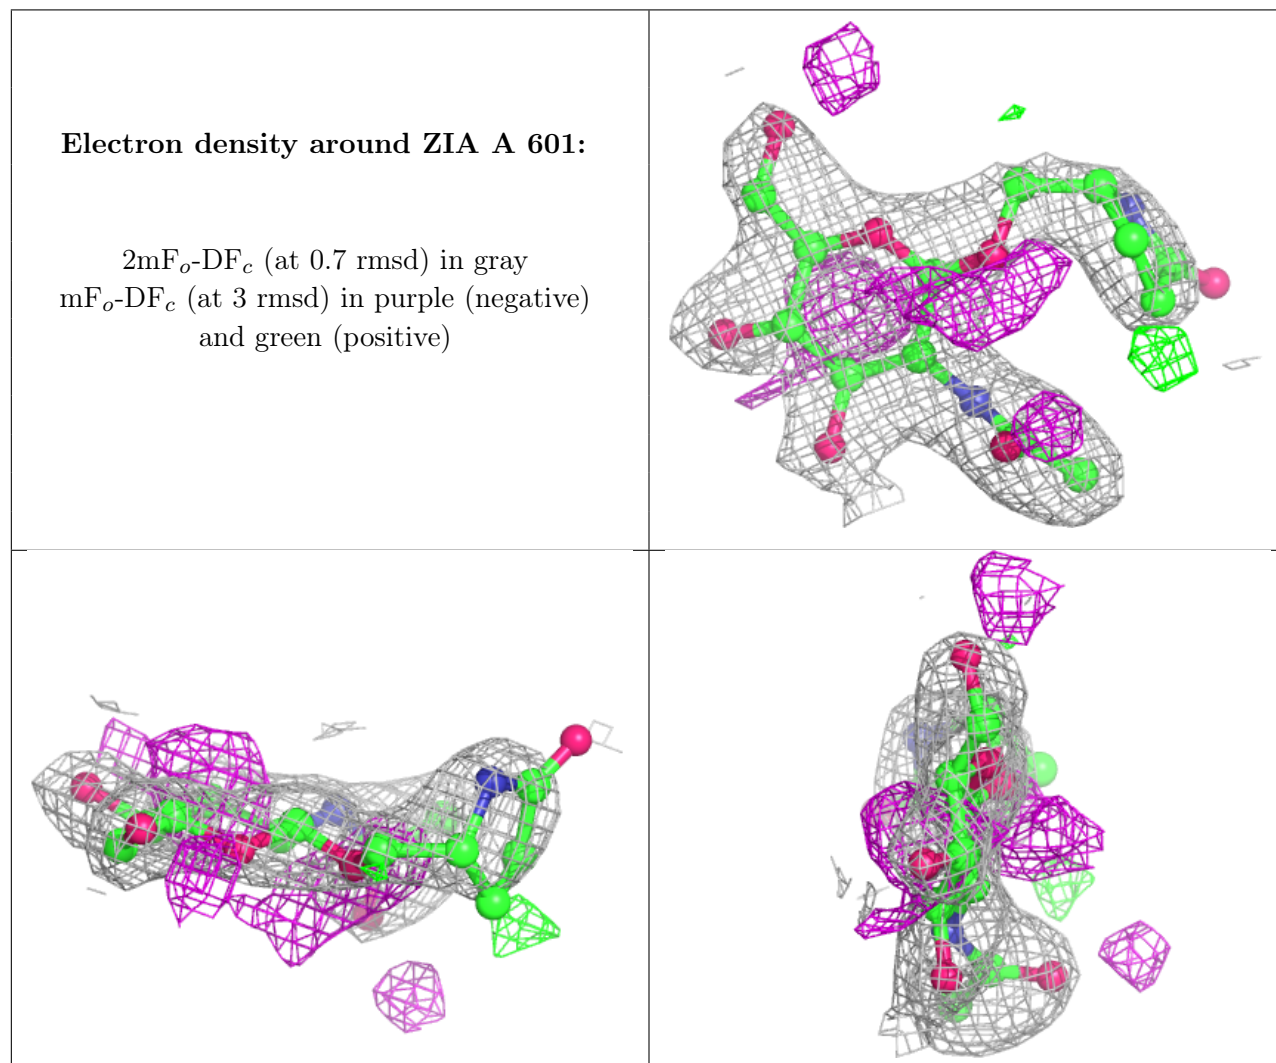 Electron density around ZIA A 601:
2mFo-DFc (at 0.7 rmsd) in gray
mFo-DFc (at 3 rmsd) in purple (negative)
and green (positive)